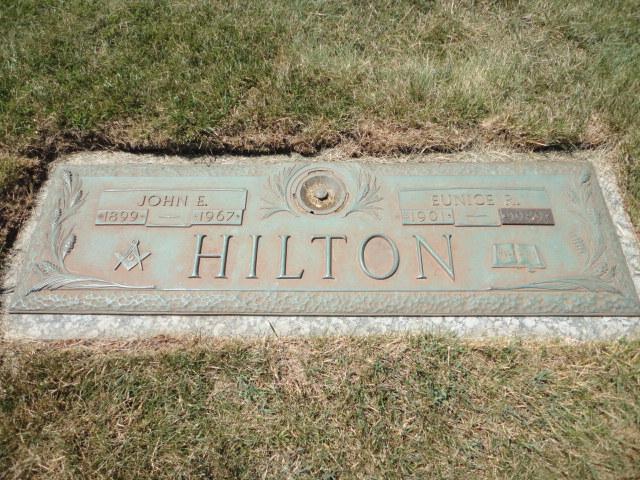 JOHN E. EUNICE R.
1899 — 1967 1901 —
HILTON